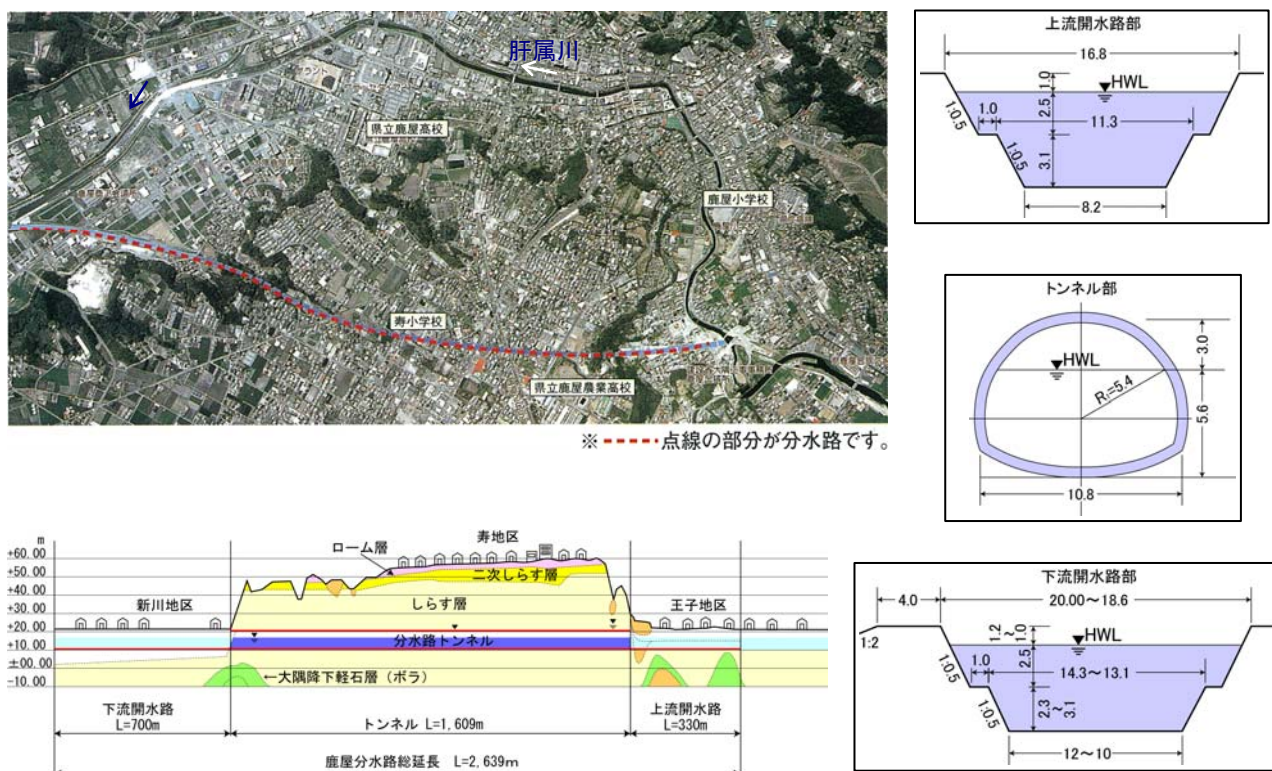 肝属川
県立鹿屋高校
鹿屋小学校
寿小学校
県立鹿屋農業高校
※ 点線の部分が分水路です。
上流開水路部
16.8
HWL
1.0
2.5
3.1
1:0.5
1.0
11.3
1:0.5
8.2
トンネル部
HWL
3.0
R₁=5.4
5.6
10.8
下流開水路部
4.0
20.00～18.6
1:2
1.2～1.0
HWL
2.5
1:0.5
1.0
14.3～13.1
2.3～3.1
1:0.5
12～10
m
+60.00
+50.00
+40.00
+30.00
+20.00
+10.00
±00.00
-10.00
寿地区
ローム層
二次しらす層
しらす層
新川地区
王子地区
分水路トンネル
大隅降下軽石層（ボラ）
下流開水路
L=700m
トンネル L=1,609m
上流開水路
L=330m
鹿屋分水路総延長 L=2,639m